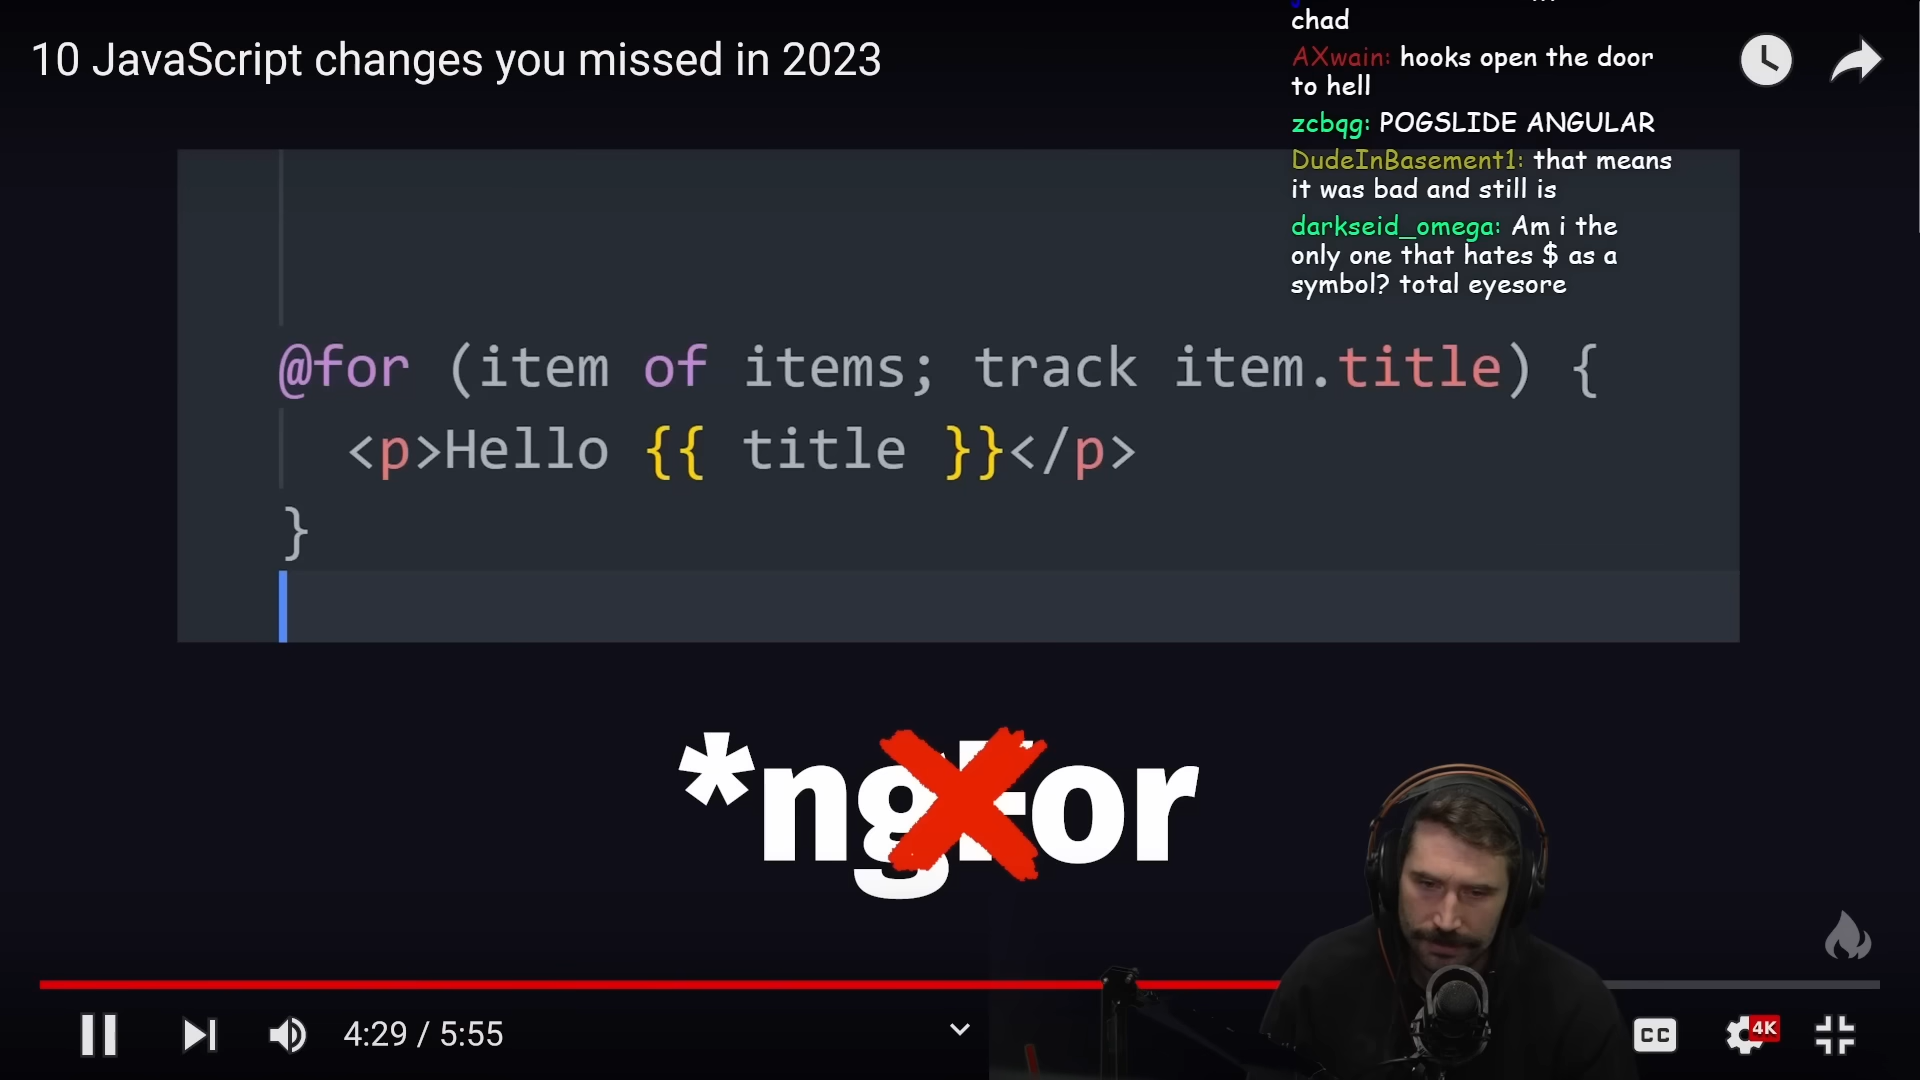 10 JavaScript changes you missed in 2023
chad
AXwain: hooks open the door
to hell
zcbqg: POGSLIDE ANGULAR
DudeInBasement1: that means
it was bad and still is
darkseid_omega: Am i the
only one that hates $ as a
symbol? total eyesore
@for (item of items; track item.title) {
<p>Hello {{ title }}</p>
}
*ngFor
4:29 / 5:55
CC
4K